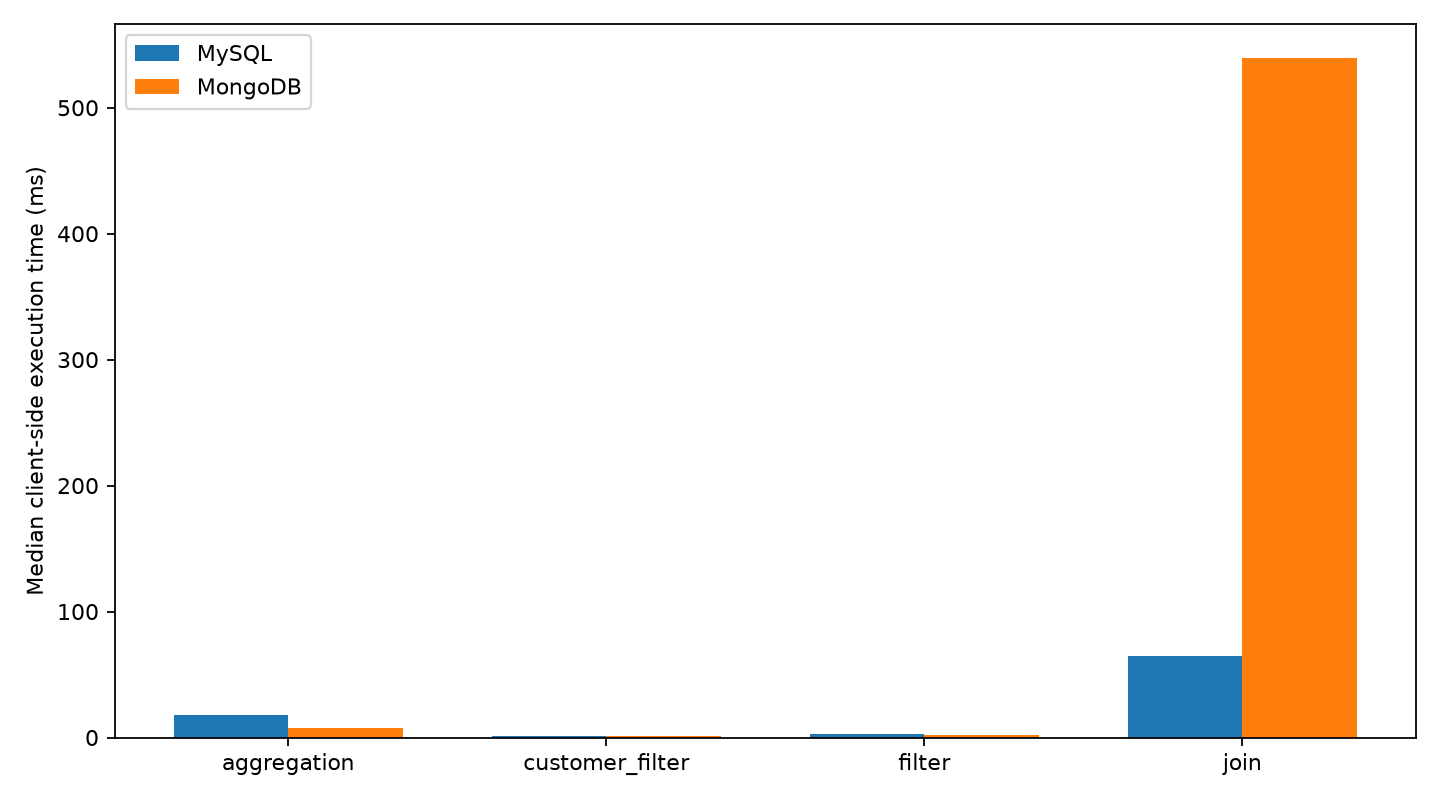 MySQL
MongoDB
Median client-side execution time (ms)
500
400
300
200
100
0
aggregation
customer_filter
filter
join